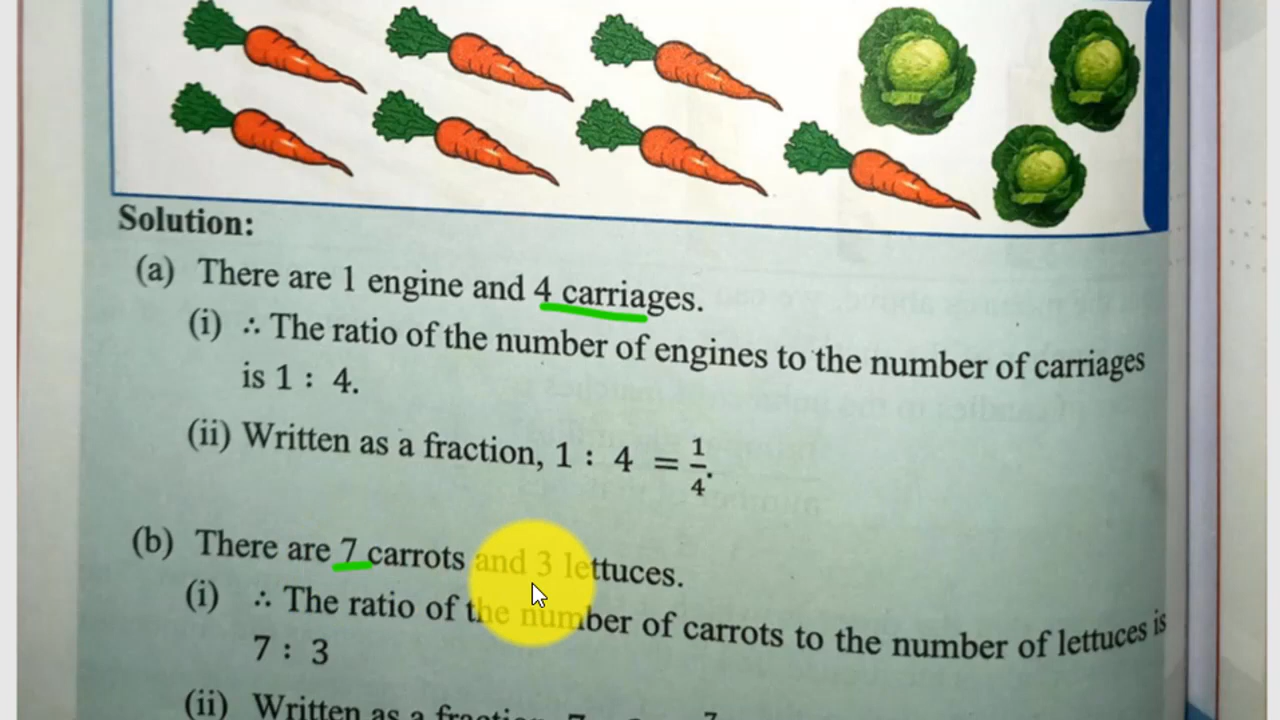 Solution:
(a) There are 1 engine and 4 carriages.
(i) ∴ The ratio of the number of engines to the number of carriages
is 1 : 4.
(ii) Written as a fraction, 1 : 4 = 1/4.
(b) There are 7 carrots and 3 lettuces.
(i) ∴ The ratio of the number of carrots to the number of lettuces is
7 : 3
(ii) Written as a fraction, 7